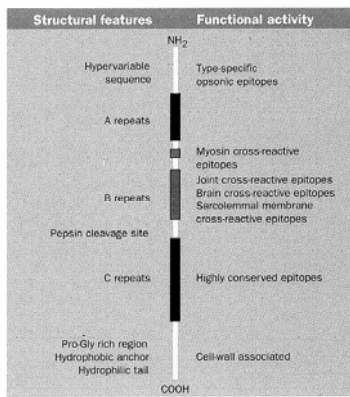 Structural features Functional activity
NH2
Hypervariable
sequence
Type-specific
opsonic epitopes
A repeats
Myosin cross-reactive
epitopes
Joint cross-reactive epitopes
Brain cross-reactive epitopes
Sarcolemmal membrane
cross-reactive epitopes
B repeats
Pepsin cleavage site
C repeats
Highly conserved epitopes
Pro-Gly rich region
Hydrophobic anchor
Hydrophilic tail
Cell-wall associated
COOH